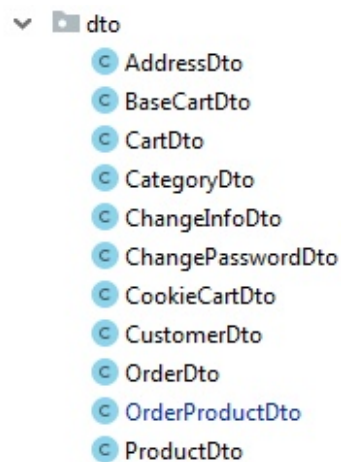 dto
AddressDto
BaseCartDto
CartDto
CategoryDto
ChangeInfoDto
ChangePasswordDto
CookieCartDto
CustomerDto
OrderDto
OrderProductDto
ProductDto